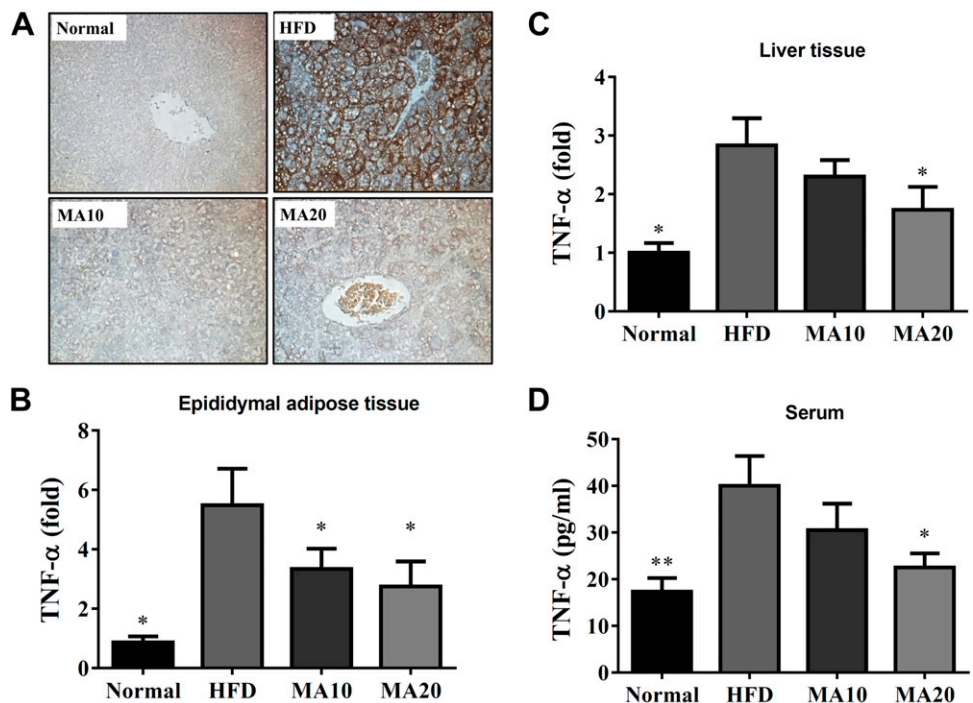 A
Normal
HFD
MA10
MA20
B
Epididymal adipose tissue
TNF-α (fold)
8
6
4
2
0
*
*
*
Normal HFD MA10 MA20
C
Liver tissue
TNF-α (fold)
4
3
2
1
0
*
*
Normal HFD MA10 MA20
D
Serum
TNF-α (pg/ml)
50
40
30
20
10
0
**
*
Normal HFD MA10 MA20